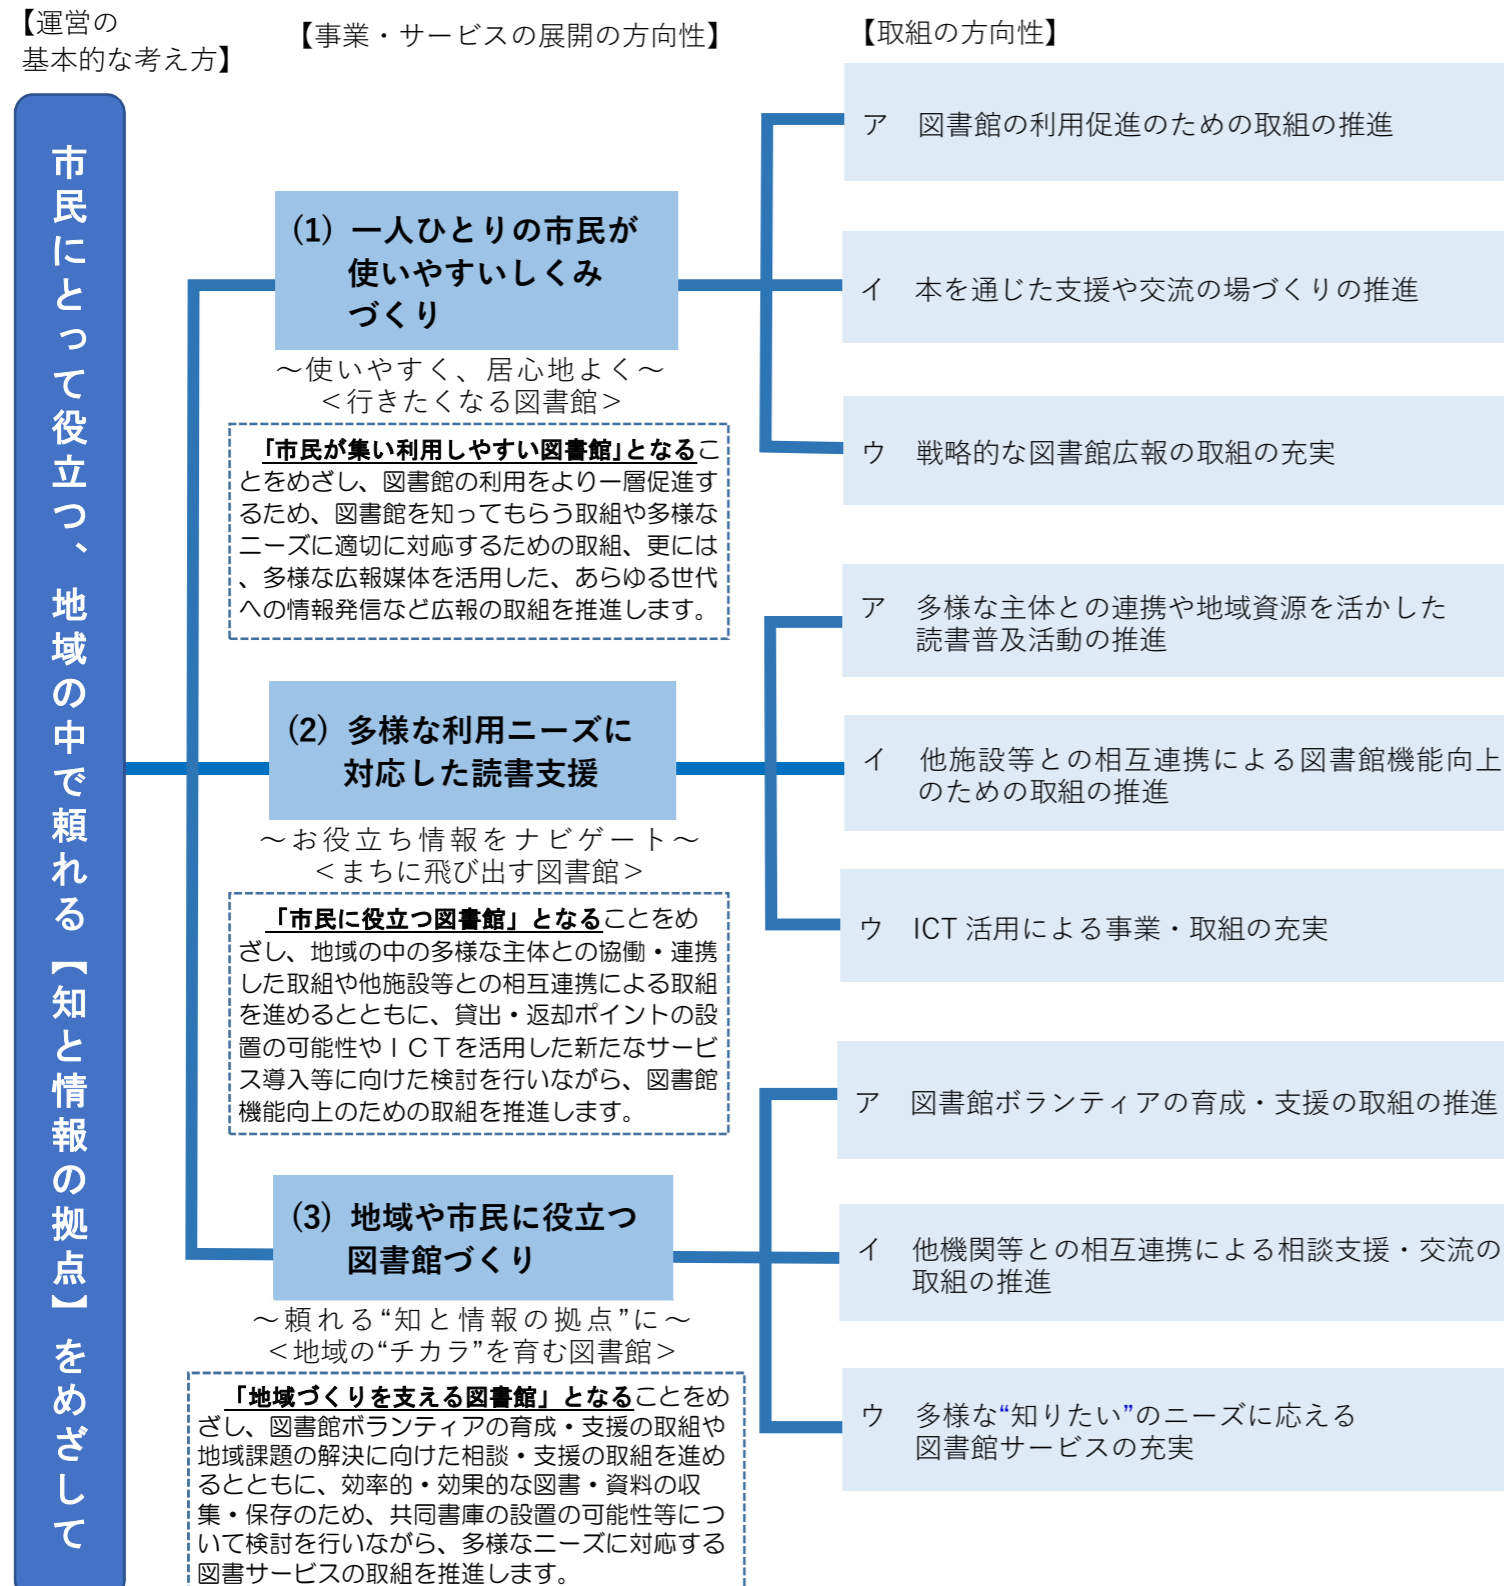 【運営の
基本的な考え方】
【事業・サービスの展開の方向性】
【取組の方向性】
市民にとって役立つ、地域の中で頼れる【知と情報の拠点】をめざして
(1) 一人ひとりの市民が
使いやすいしくみ
づくり
～使いやすく、居心地よく～
＜行きたくなる図書館＞
「市民が集い利用しやすい図書館」となるこ
とをめざし、図書館の利用をより一層促進す
るため、図書館を知ってもらう取組や多様な
ニーズに適切に対応するための取組、更には
、多様な広報媒体を活用した、あらゆる世代
への情報発信など広報の取組を推進します。
ア 図書館の利用促進のための取組の推進
イ 本を通じた支援や交流の場づくりの推進
ウ 戦略的な図書館広報の取組の充実
(2) 多様な利用ニーズに
対応した読書支援
～お役立ち情報をナビゲート～
＜まちに飛び出す図書館＞
「市民に役立つ図書館」となることをめ
ざし、地域の中の多様な主体との協働・連携
した取組や他施設等との相互連携による取組
を進めるとともに、貸出・返却ポイントの設
置の可能性やＩＣＴを活用した新たなサービ
ス導入等に向けた検討を行いながら、図書館
機能向上のための取組を推進します。
ア 多様な主体との連携や地域資源を活かした
読書普及活動の推進
イ 他施設等との相互連携による図書館機能向上
のための取組の推進
ウ ICT 活用による事業・取組の充実
(3) 地域や市民に役立つ
図書館づくり
～頼れる“知と情報の拠点”に～
＜地域の“チカラ”を育む図書館＞
「地域づくりを支える図書館」となることをめ
ざし、図書館ボランティアの育成・支援の取組や
地域課題の解決に向けた相談・支援の取組を進め
るとともに、効率的・効果的な図書・資料の収
集・保存のため、共同書庫の設置の可能性等につ
いて検討を行いながら、多様なニーズに対応する
図書サービスの取組を推進します。
ア 図書館ボランティアの育成・支援の取組の推進
イ 他機関等との相互連携による相談支援・交流の
取組の推進
ウ 多様な“知りたい”のニーズに応える
図書館サービスの充実